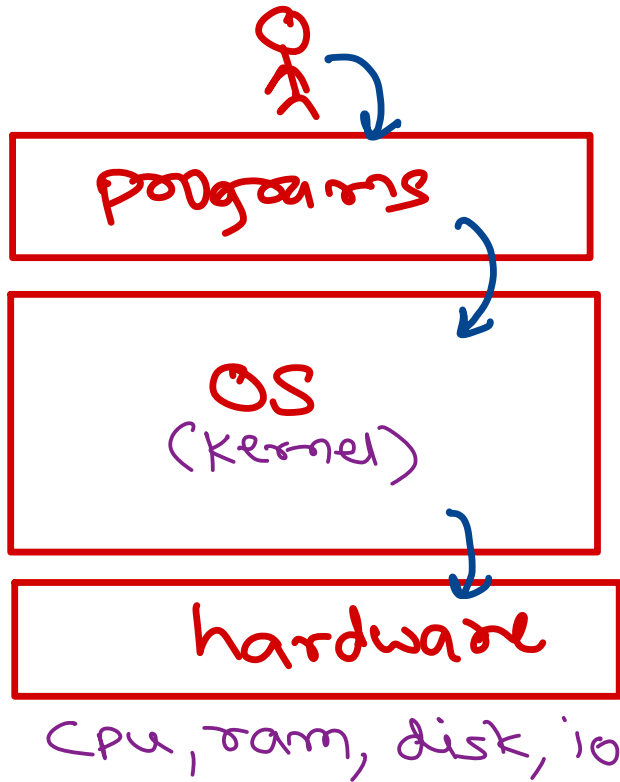 programs
OS
(kernel)
hardware
cpu, ram, disk, io